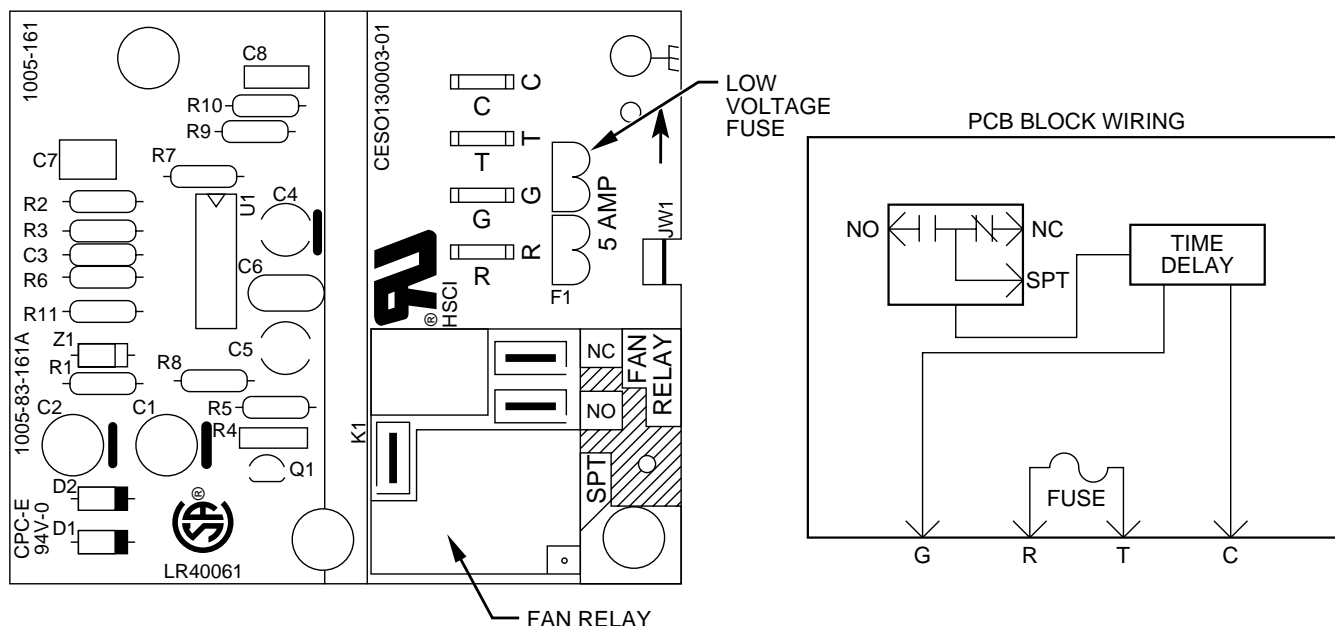 1005-161
C8
R10
R9
C7
R7
R2
U1
C4
R3
C3
R6
C6
R11
Z1
C5
R1
R8
1005-83-161A
C2
C1
R5
R4
Q1
D2
D1
CPC-E
94V-0
®
LR40061
CESO130003-01
C
C
T
T
G
G
R
R
5 AMP
F1
JW1
®
HSCI
K1
NC
NO
SPT
FAN
RELAY
LOW
VOLTAGE
FUSE
FAN RELAY
PCB BLOCK WIRING
NO
NC
SPT
TIME
DELAY
FUSE
G
R
T
C